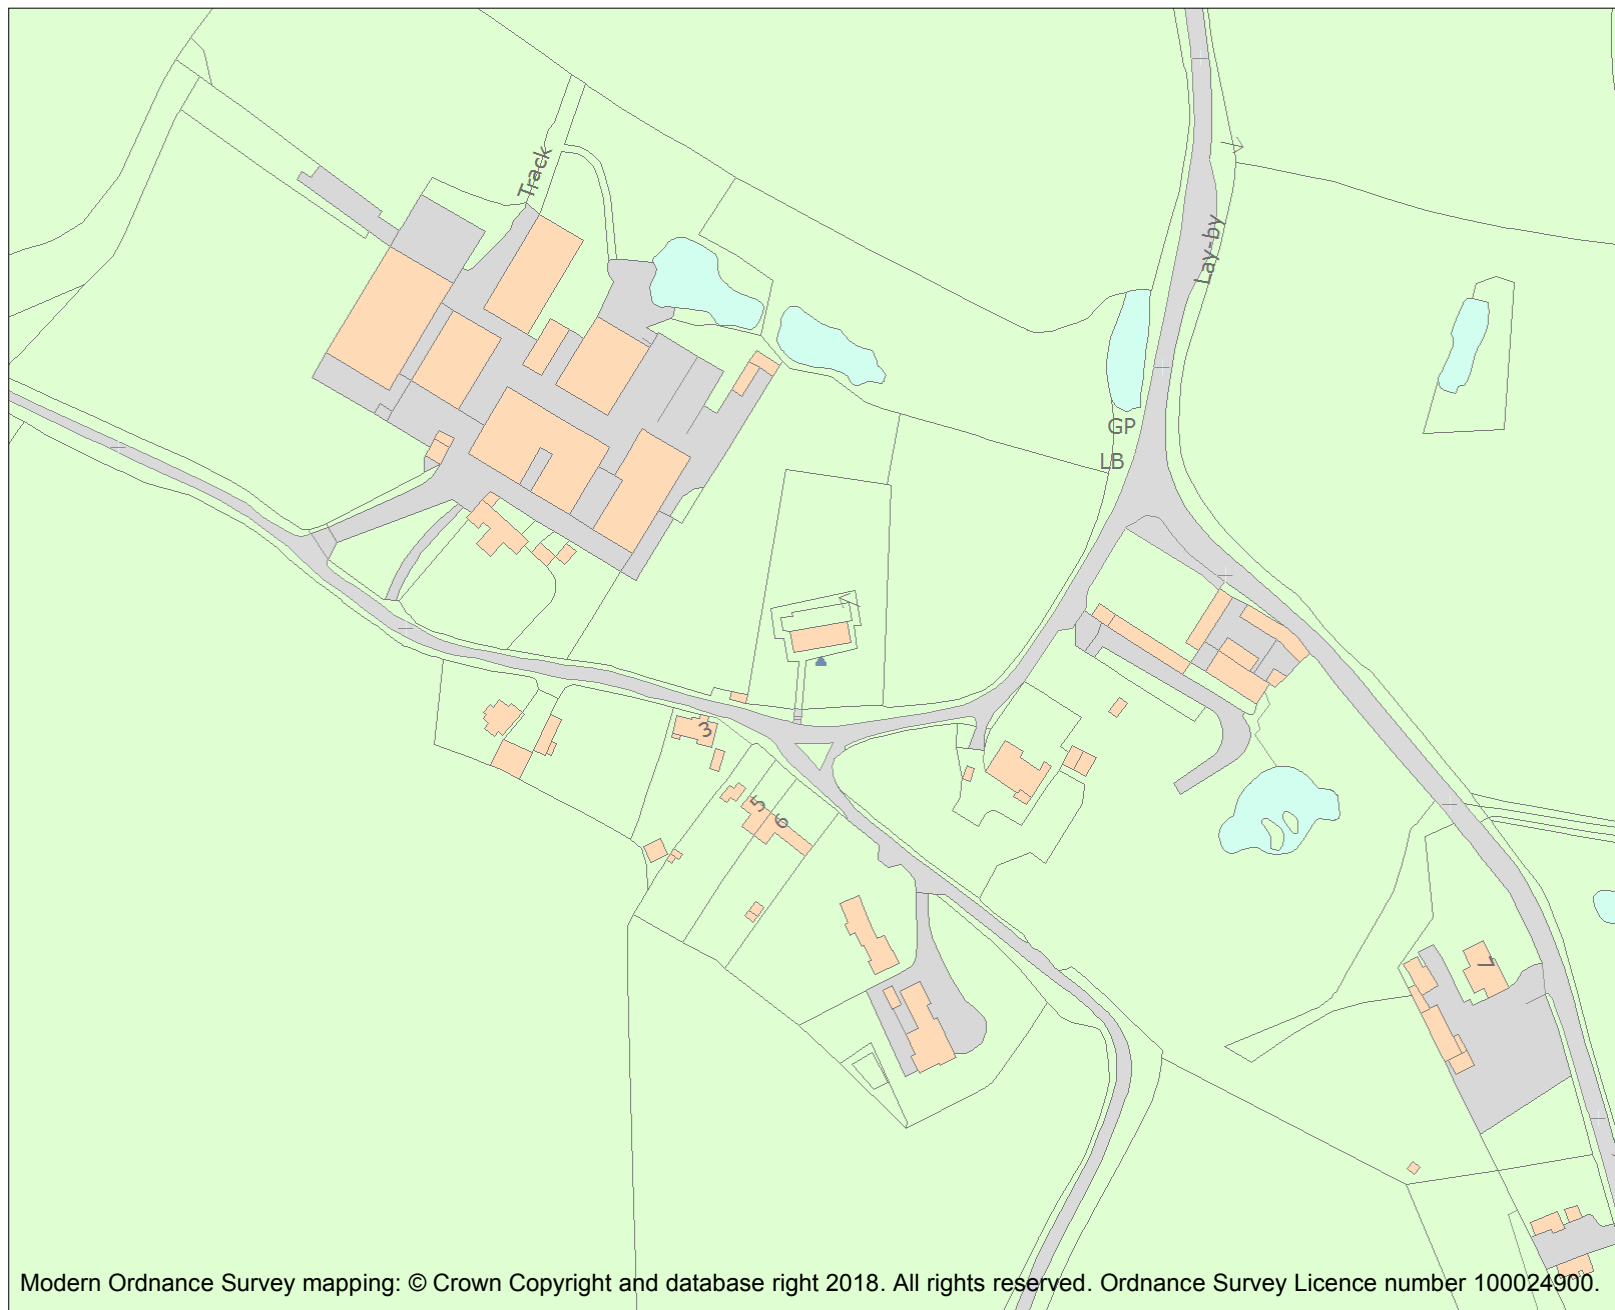 Track
Lay-by
GP
LB
3
5
6
7
Modern Ordnance Survey mapping: © Crown Copyright and database right 2018. All rights reserved. Ordnance Survey Licence number 100024900.